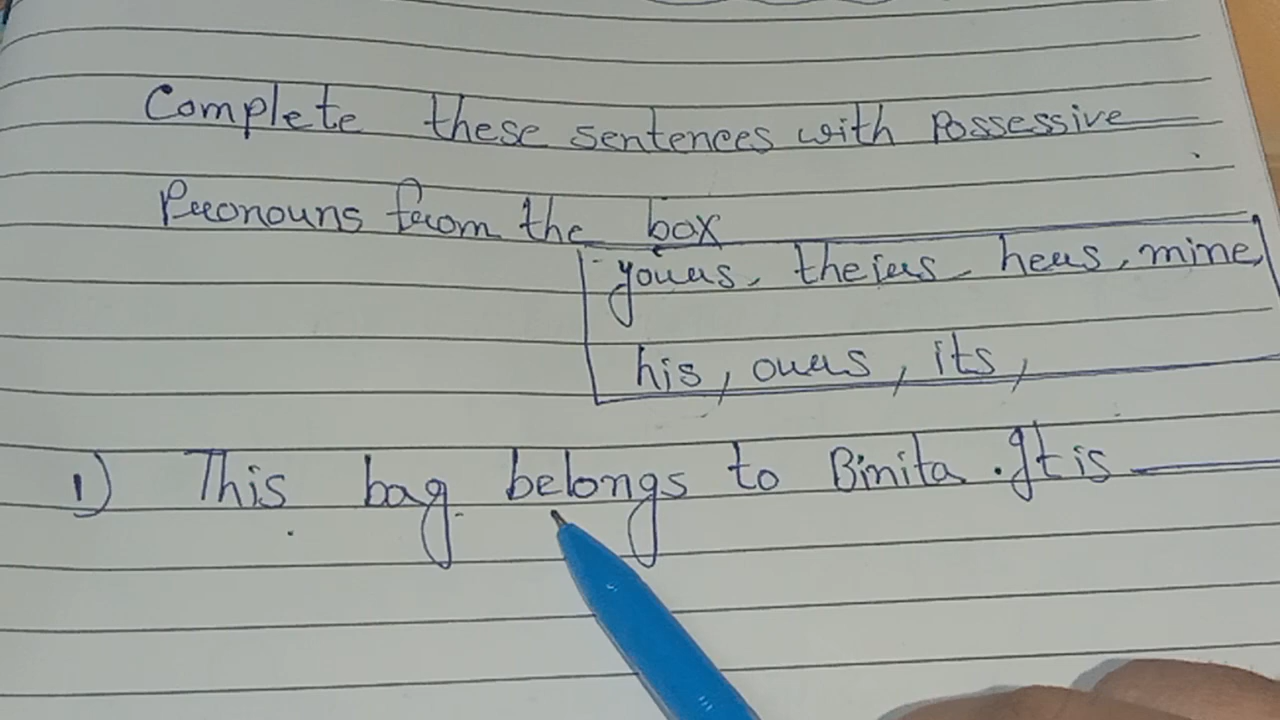 Complete these sentences with Possessive
Pronouns from the box
yours, theirs, hers, mine,
his, ours, its,
1) This bag belongs to Binita. It is